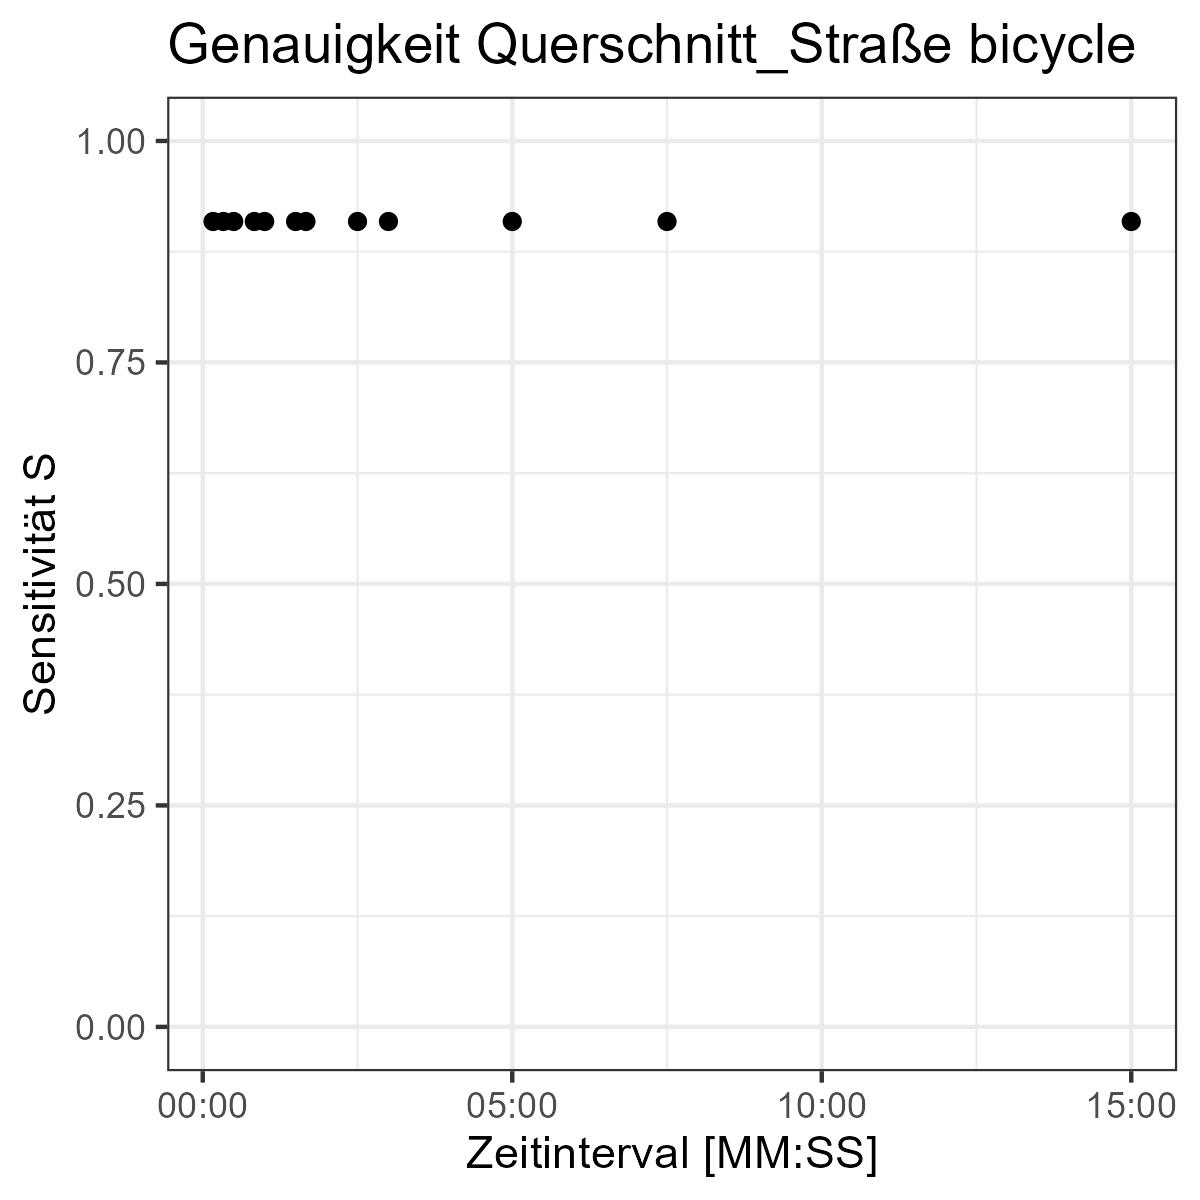 Genauigkeit Querschnitt_Straße bicycle
1.00
0.75
0.50
0.25
0.00
Sensitivität S
00:00 05:00 10:00 15:00
Zeitinterval [MM:SS]